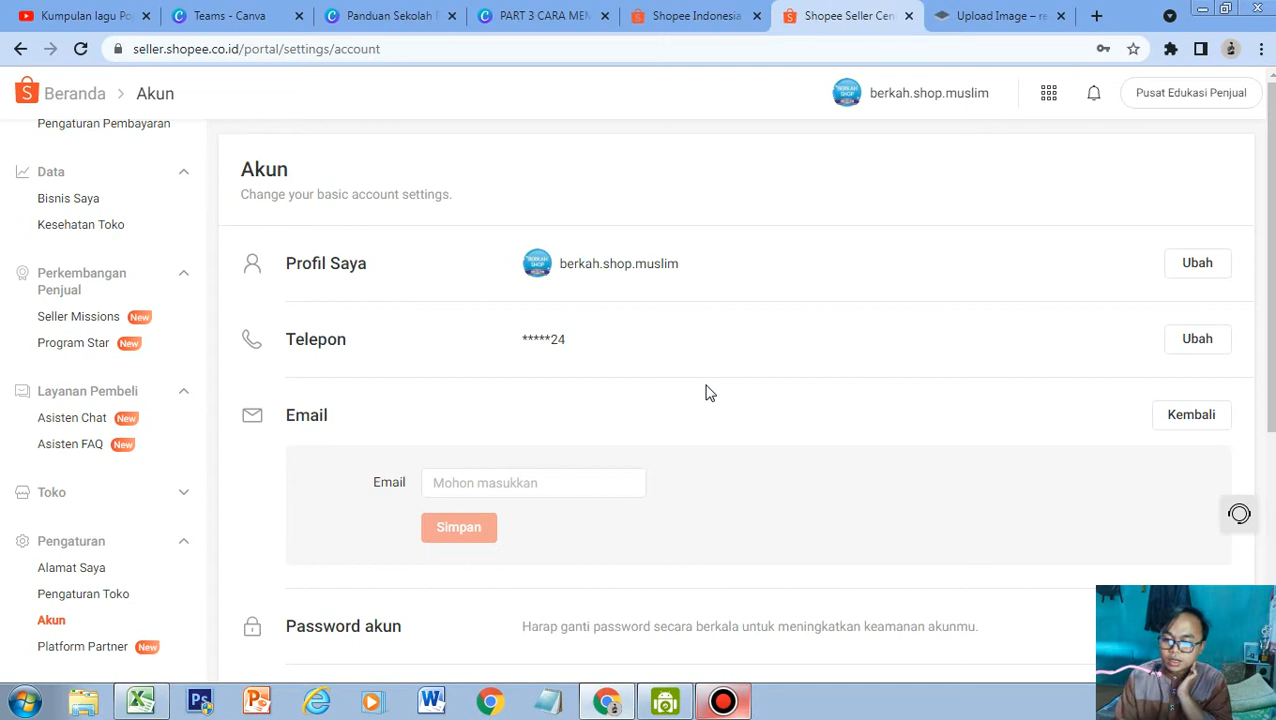 Kumpulan lagu Po
Teams - Canva
Panduan Sekolah
PART 3 CARA MEN
Shopee Indonesia
Shopee Seller Cen
Upload Image – re
seller.shopee.co.id/portal/settings/account
Beranda > Akun
berkah.shop.muslim
Pusat Edukasi Penjual
Pengaturan Pembayaran
Data
Bisnis Saya
Kesehatan Toko
Perkembangan
Penjual
Seller Missions New
Program Star New
Layanan Pembeli
Asisten Chat New
Asisten FAQ New
Toko
Pengaturan
Alamat Saya
Pengaturan Toko
Akun
Platform Partner New
Akun
Change your basic account settings.
Profil Saya
BERKAH
SHOP
berkah.shop.muslim
Ubah
Telepon
*****24
Ubah
Email
Kembali
Email
Mohon masukkan
Simpan
Password akun
Harap ganti password secara berkala untuk meningkatkan keamanan akunmu.